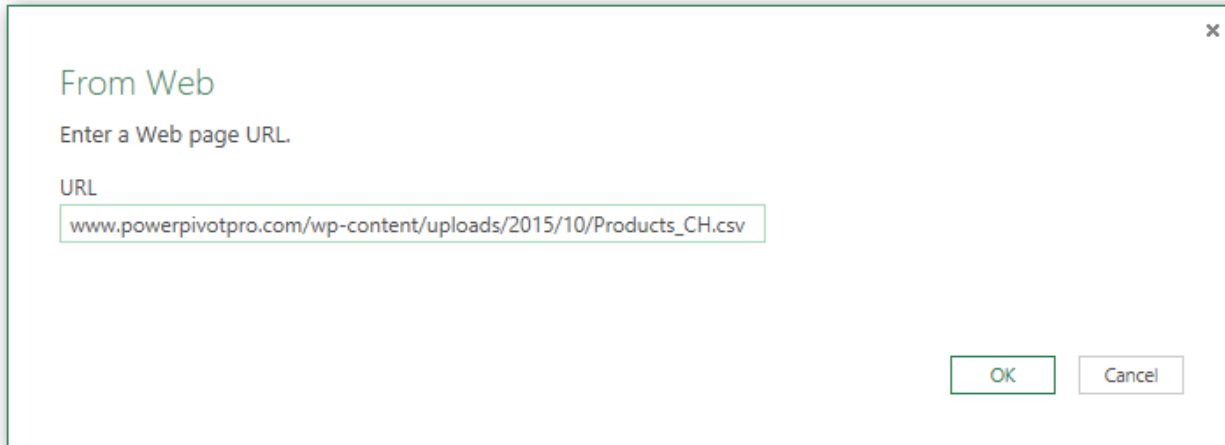 From Web
Enter a Web page URL.
URL
www.powerpivotpro.com/wp-content/uploads/2015/10/Products_CH.csv
OK Cancel